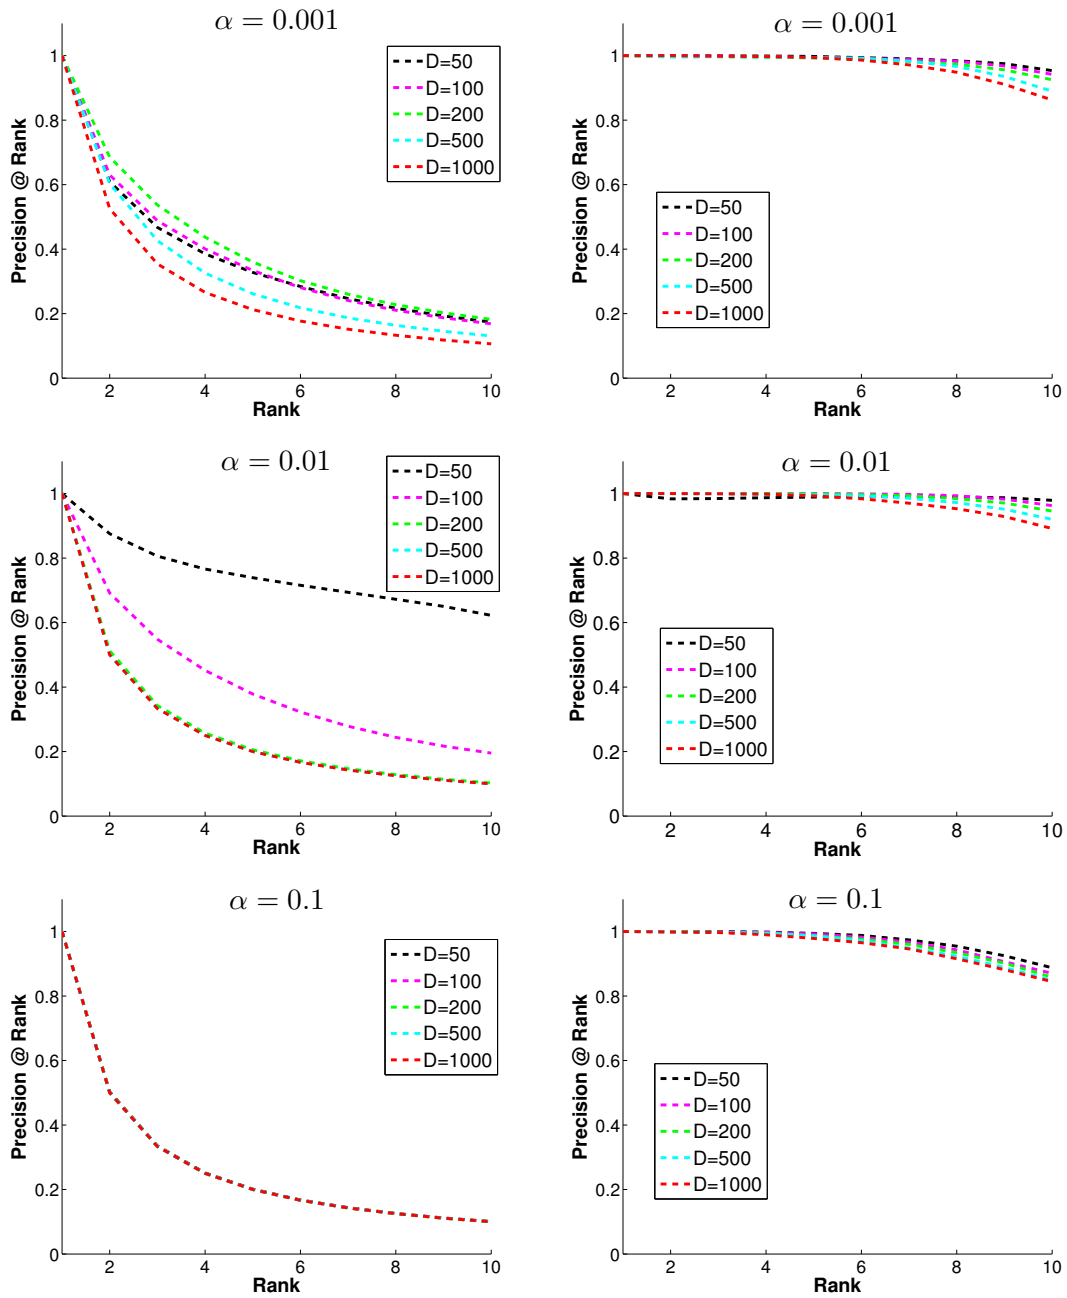 α = 0.001
Precision @ Rank
1
0.8
0.6
0.4
0.2
0
2 4 6 8 10
Rank
D=50
D=100
D=200
D=500
D=1000
α = 0.001
Precision @ Rank
1
0.8
0.6
0.4
0.2
0
2 4 6 8 10
Rank
D=50
D=100
D=200
D=500
D=1000
α = 0.01
Precision @ Rank
1
0.8
0.6
0.4
0.2
0
2 4 6 8 10
Rank
D=50
D=100
D=200
D=500
D=1000
α = 0.01
Precision @ Rank
1
0.8
0.6
0.4
0.2
0
2 4 6 8 10
Rank
D=50
D=100
D=200
D=500
D=1000
α = 0.1
Precision @ Rank
1
0.8
0.6
0.4
0.2
0
2 4 6 8 10
Rank
D=50
D=100
D=200
D=500
D=1000
α = 0.1
Precision @ Rank
1
0.8
0.6
0.4
0.2
0
2 4 6 8 10
Rank
D=50
D=100
D=200
D=500
D=1000